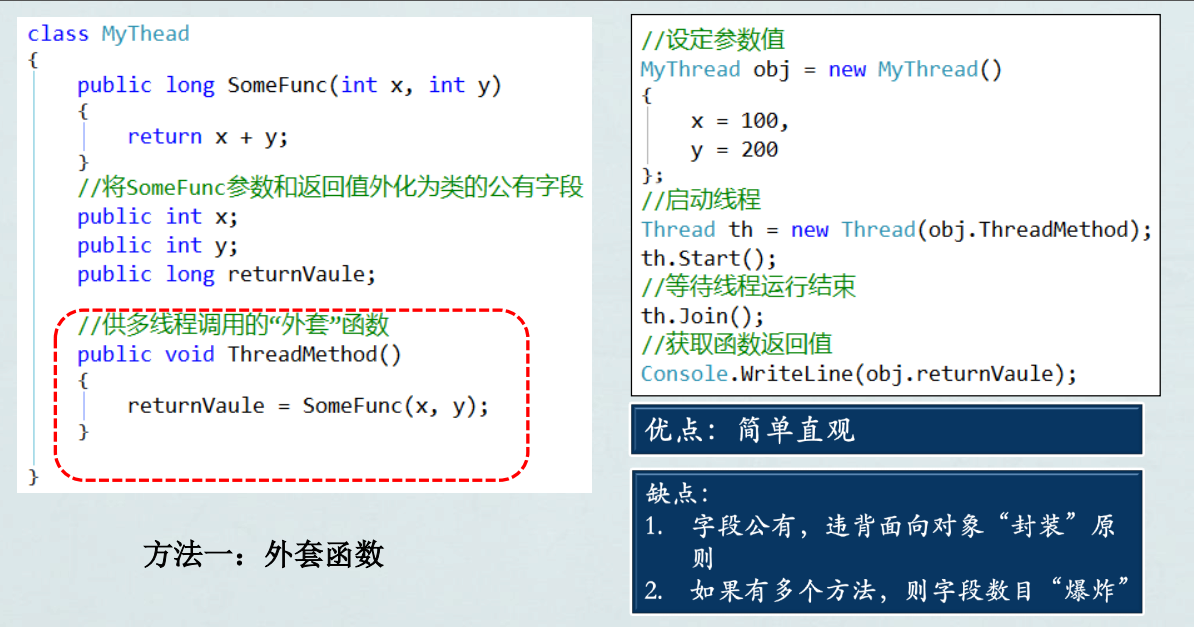 class MyThead
{
public long SomeFunc(int x, int y)
{
return x + y;
}
//将SomeFunc参数和返回值外化为类的公有字段
public int x;
public int y;
public long returnVaule;
//供多线程调用的“外套”函数
public void ThreadMethod()
{
returnVaule = SomeFunc(x, y);
}
}
方法一：外套函数
//设定参数值
MyThread obj = new MyThread()
{
x = 100,
y = 200
};
//启动线程
Thread th = new Thread(obj.ThreadMethod);
th.Start();
//等待线程运行结束
th.Join();
//获取函数返回值
Console.WriteLine(obj.returnVaule);
优点：简单直观
缺点：
1. 字段公有，违背面向对象“封装”原
则
2. 如果有多个方法，则字段数目“爆炸”